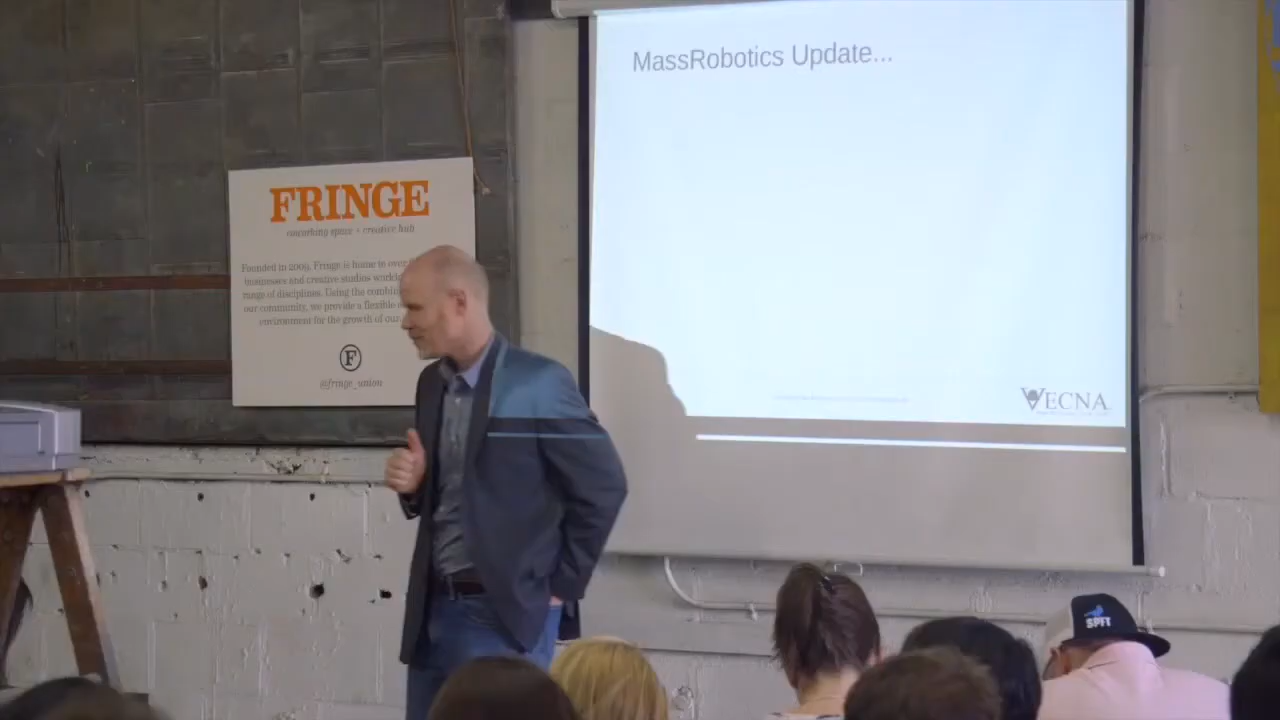 MassRobotics Update...
FRINGE
coworking space + creative hub
Founded in 2009, Fringe is home to over
businesses and creative studios
range of disciplines. Using the
our community, we provide a flexible
environment for the growth of our
F
@fringe_union
VECNA
SPIT